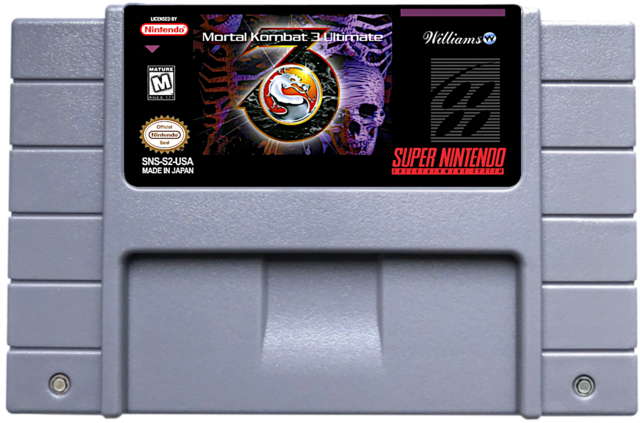 LICENSED BY
Nintendo
Mortal Kombat 3 Ultimate
Williams
MATURE
M
Official
Nintendo
Seal
SNS-S2-USA
MADE IN JAPAN
SUPER NINTENDO
ENTERTAINMENT SYSTEM